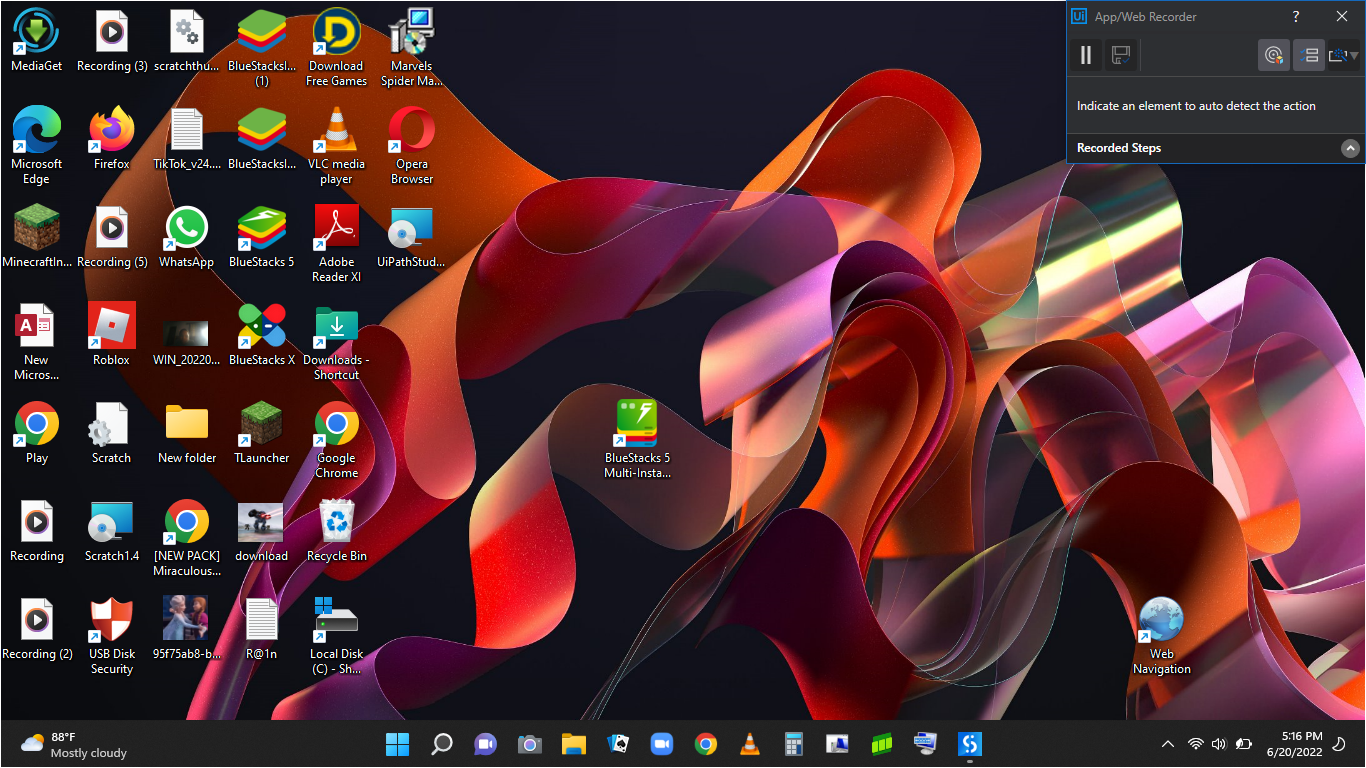 MediaGet
Recording (3)
scratchthu...
BlueStacksI...
(1)
Download
Free Games
Marvels
Spider Ma...
Microsoft
Edge
Firefox
TikTok_v24....
BlueStacksI...
VLC media
player
Opera
Browser
MinecraftIn...
Recording (5)
WhatsApp
BlueStacks 5
Adobe
Reader XI
UiPathStud...
New
Micros...
Roblox
WIN_20220...
BlueStacks X
Downloads -
Shortcut
Play
Scratch
New folder
TLauncher
Google
Chrome
BlueStacks 5
Multi-Insta...
Recording
Scratch1.4
[NEW PACK]
Miraculous...
download
Recycle Bin
Recording (2)
USB Disk
Security
95f75ab8-b...
R@1n
Local Disk
(C) - Sh...
Web
Navigation
Ui App/Web Recorder ?
Indicate an element to auto detect the action
Recorded Steps
88°F
Mostly cloudy
5:16 PM
6/20/2022